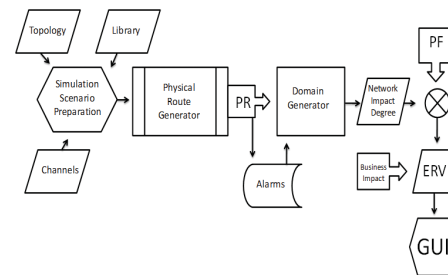 Topology
Library
PF
Simulation
Scenario
Preparation
Physical
Route
Generator
PR
Domain
Generator
Network
Impact
Degree
Channels
Alarms
Business
Impact
ERV
GUI